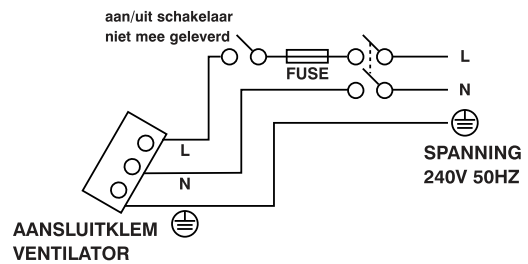 aan/uit schakelaar
niet mee geleverd
L
FUSE
N
L
SPANNING
240V 50HZ
N
AANSLUITKLEM
VENTILATOR